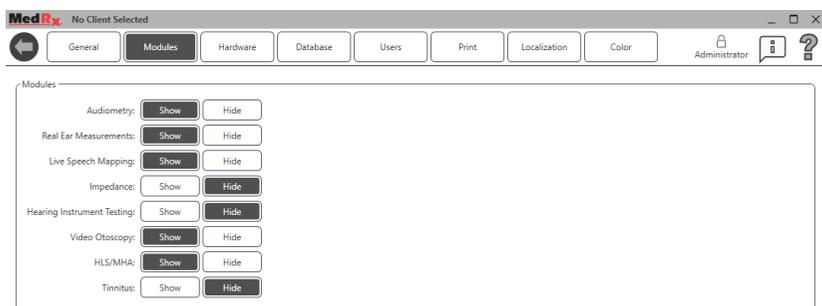 MedRx No Client Selected
General Modules Hardware Database Users Print Localization Color Administrator
Modules
Audiometry: Show Hide
Real Ear Measurements: Show Hide
Live Speech Mapping: Show Hide
Impedance: Show Hide
Hearing Instrument Testing: Show Hide
Video Otoscopy: Show Hide
HLS/MHA: Show Hide
Tinnitus: Show Hide